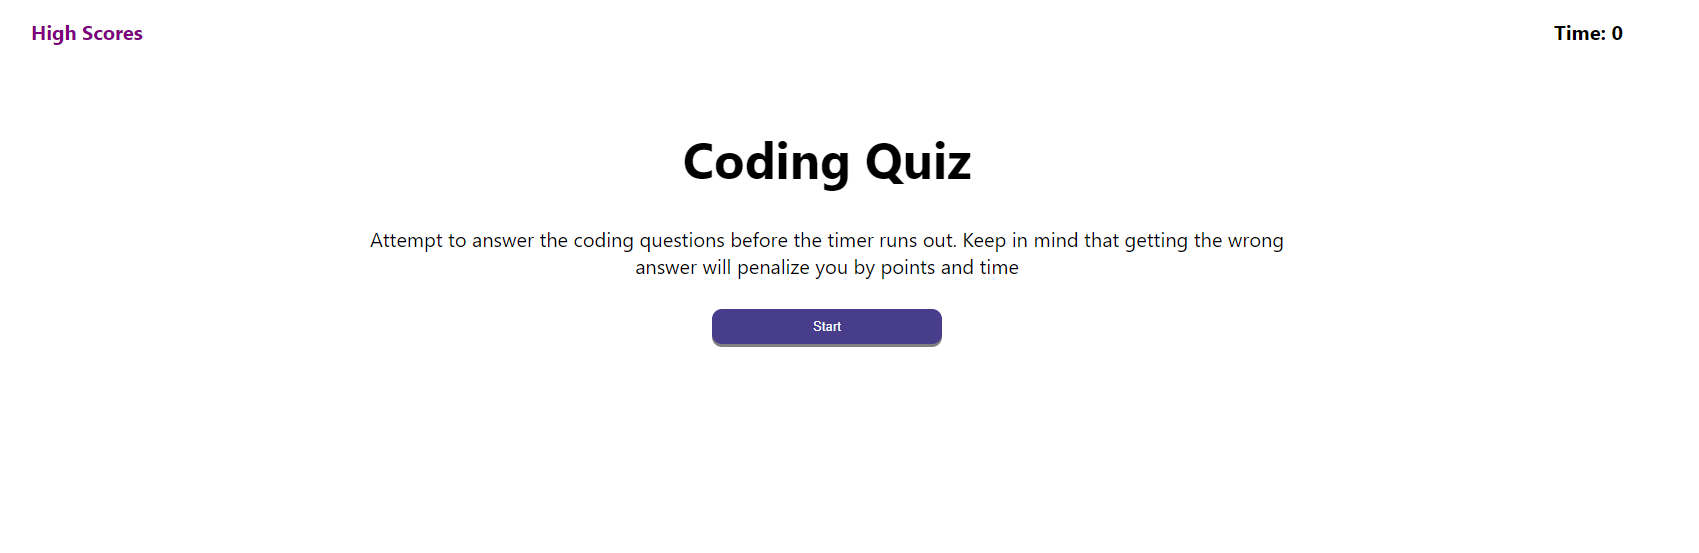 High Scores
Time: 0
Coding Quiz
Attempt to answer the coding questions before the timer runs out. Keep in mind that getting the wrong
answer will penalize you by points and time
Start